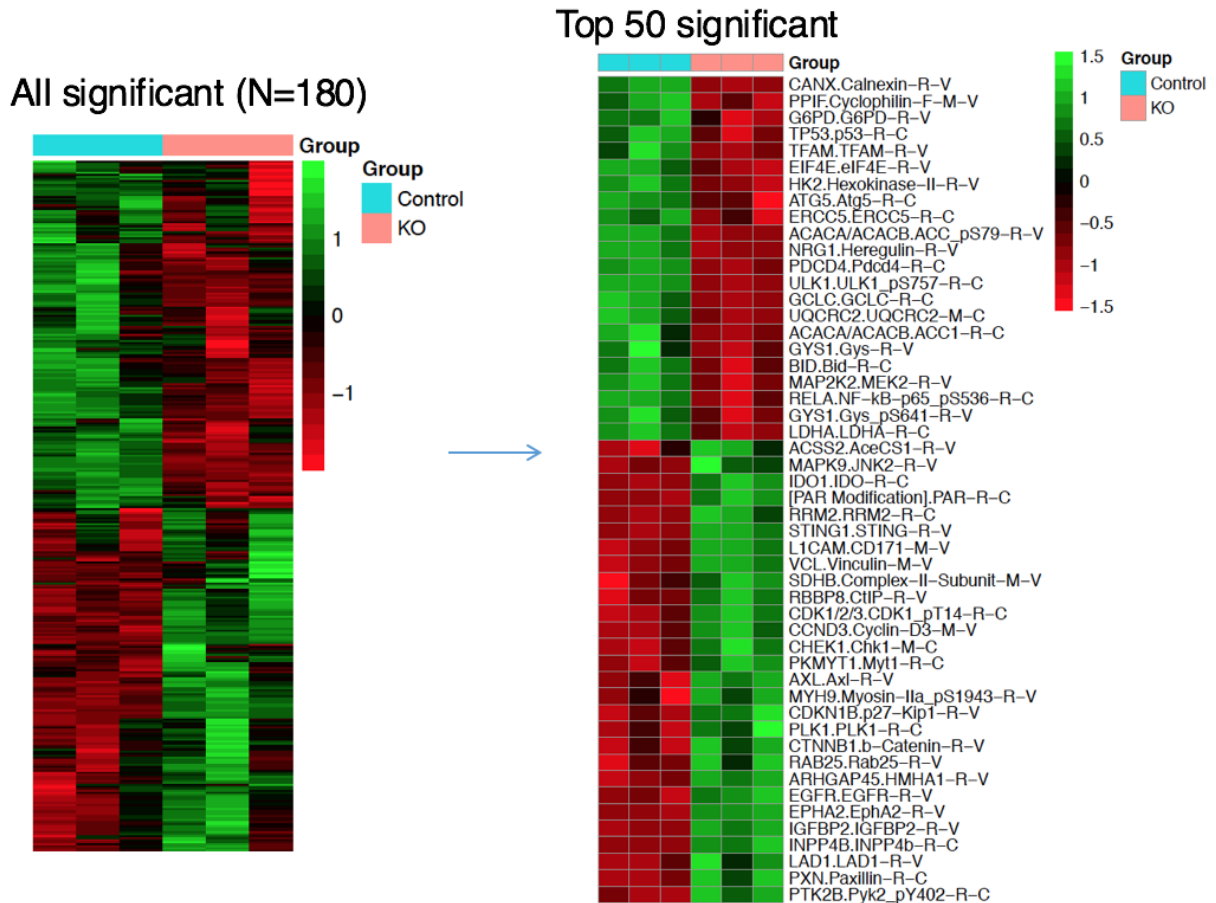 Top 50 significant
All significant (N=180)
Group
Group
Control
KO
1
0
−1
Group
CANX.Calnexin−R−V
PPIF.Cyclophilin−F−M−V
G6PD.G6PD−R−V
TP53.p53−R−C
TFAM.TFAM−R−V
EIF4E.eIF4E−R−V
HK2.Hexokinase−II−R−V
ATG5.Atg5−R−C
ERCC5.ERCC5−R−C
ACACA/ACACB.ACC_pS79−R−V
NRG1.Heregulin−R−V
PDCD4.Pdcd4−R−C
ULK1.ULK1_pS757−R−C
GCLC.GCLC−R−C
UQCRC2.UQCRC2−M−C
ACACA/ACACB.ACC1−R−C
GYS1.Gys−R−V
BID.Bid−R−C
MAP2K2.MEK2−R−V
RELA.NF−kB−p65_pS536−R−C
GYS1.Gys_pS641−R−V
LDHA.LDHA−R−C
ACSS2.AceCS1−R−V
MAPK9.JNK2−R−V
IDO1.IDO−R−C
[PAR Modification].PAR−R−C
RRM2.RRM2−R−C
STING1.STING−R−V
L1CAM.CD171−M−V
VCL.Vinculin−M−V
SDHB.Complex−II−Subunit−M−V
RBBP8.CtIP−R−V
CDK1/2/3.CDK1_pT14−R−C
CCND3.Cyclin−D3−M−V
CHEK1.Chk1−M−C
PKMYT1.Myt1−R−C
AXL.Axl−R−V
MYH9.Myosin−IIa_pS1943−R−V
CDKN1B.p27−Kip1−R−V
PLK1.PLK1−R−C
CTNNB1.b−Catenin−R−V
RAB25.Rab25−R−V
ARHGAP45.HMHA1−R−V
EGFR.EGFR−R−V
EPHA2.EphA2−R−V
IGFBP2.IGFBP2−R−V
INPP4B.INPP4b−R−C
LAD1.LAD1−R−V
PXN.Paxillin−R−C
PTK2B.Pyk2_pY402−R−C
1.5
1
0.5
0
−0.5
−1
−1.5
Group
Control
KO